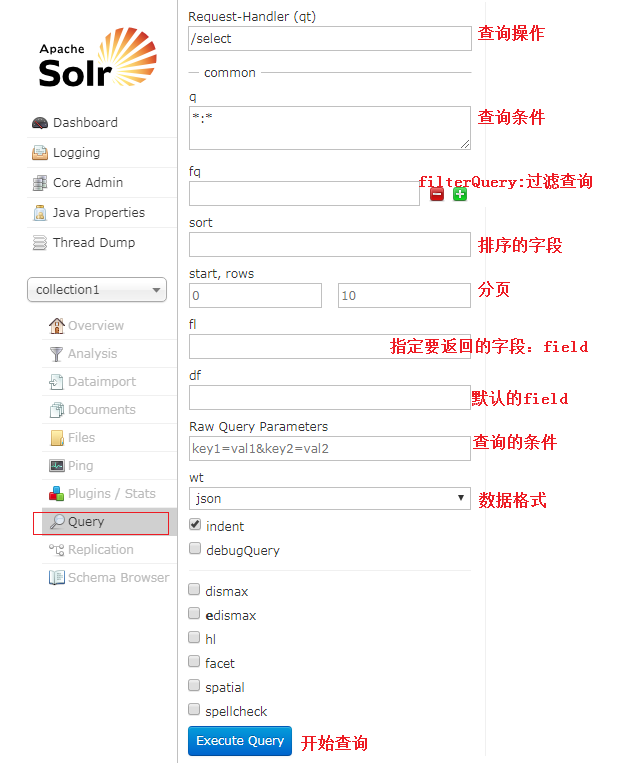 Apache
Solr
Dashboard
Logging
Core Admin
Java Properties
Thread Dump
collection1
Overview
Analysis
Dataimport
Documents
Files
Ping
Plugins / Stats
Query
Replication
Schema Browser
Request-Handler (qt)
/select 查询操作
common
q
*:* 查询条件
fq
filterQuery:过滤查询
sort
排序的字段
start, rows
0 10 分页
fl
指定要返回的字段：field
df
默认的field
Raw Query Parameters
key1=val1&key2=val2 查询的条件
wt
json 数据格式
indent
debugQuery
dismax
edismax
hl
facet
spatial
spellcheck
Execute Query 开始查询